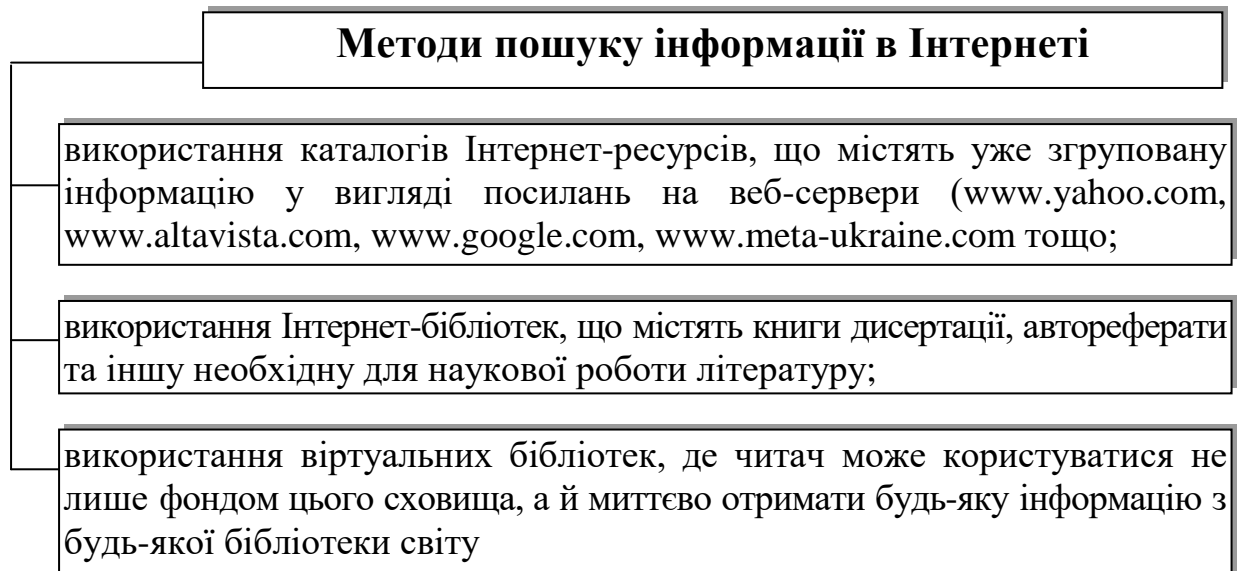 Методи пошуку інформації в Інтернеті
використання каталогів Інтернет-ресурсів, що містять уже згруповану
інформацію у вигляді посилань на веб-сервери (www.yahoo.com,
www.altavista.com, www.google.com, www.meta-ukraine.com тощо;
використання Інтернет-бібліотек, що містять книги дисертації, автореферати
та іншу необхідну для наукової роботи літературу;
використання віртуальних бібліотек, де читач може користуватися не
лише фондом цього сховища, а й миттєво отримати будь-яку інформацію з
будь-якої бібліотеки світу